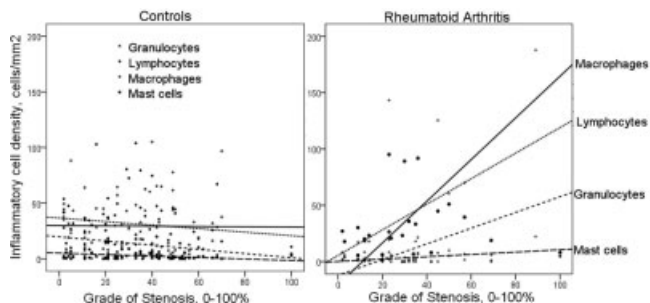 Controls
Rheumatoid Arthritis
Inflammatory cell density, cells/mm2
200
150
100
50
0
Granulocytes
Lymphocytes
Macrophages
Mast cells
0 20 40 60 80 100
Grade of Stenosis, 0-100%
200
150
100
50
0
Macrophages
Lymphocytes
Granulocytes
Mast cells
0 20 40 60 80 100
Grade of Stenosis, 0-100%